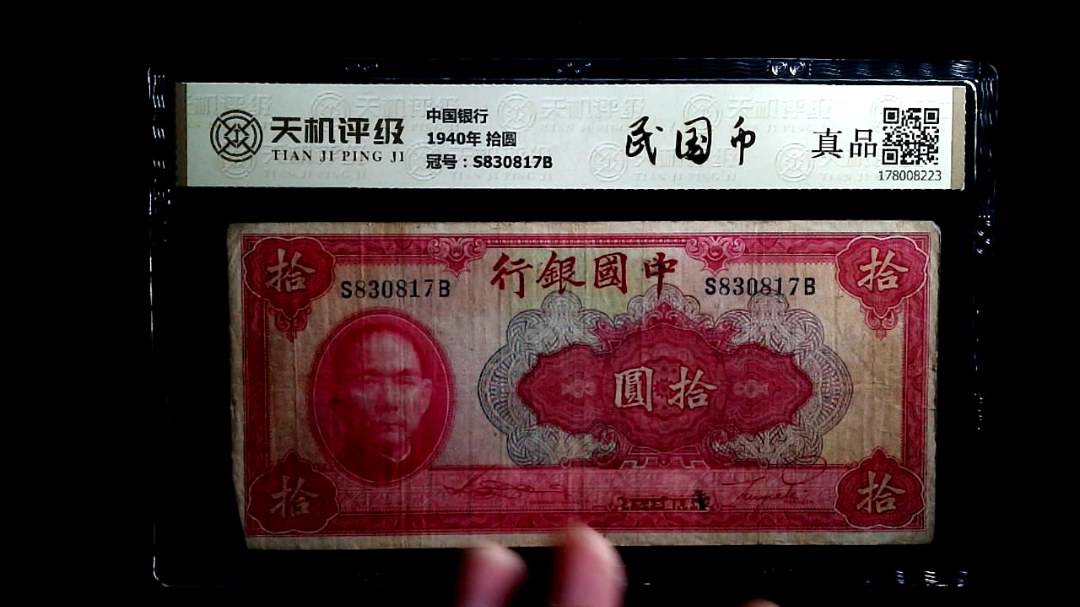 天机评级
TIAN JI PING JI
中国银行
1940年 拾圆
冠号：S830817B
民国币
真品
178008223
行銀國中
拾
拾
S830817B
S830817B
圓拾
拾
拾